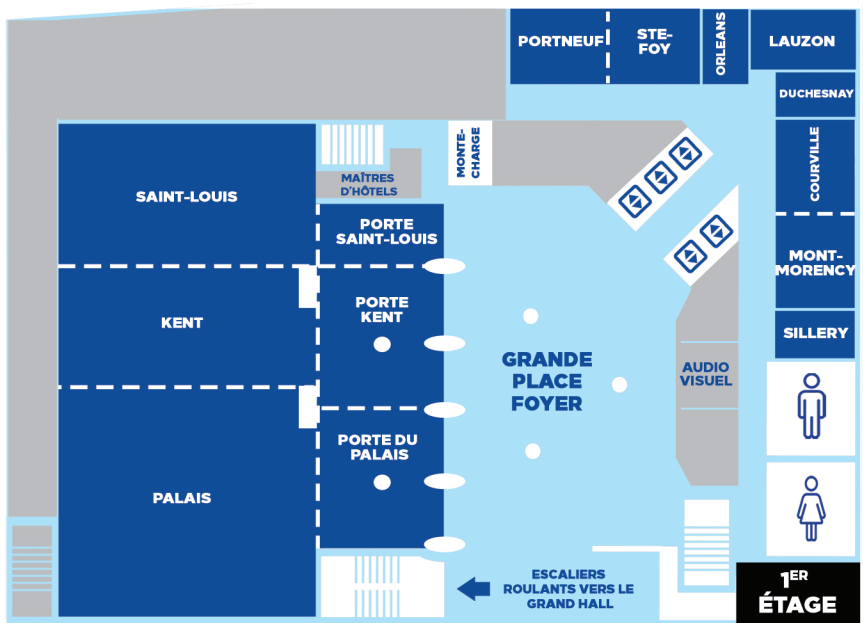 PORTNEUF
STE-
FOY
ORLEANS
LAUZON
DUCHESNAY
COURVILLE
MONT-
MORENCY
SILLERY
MONTE-
CHARGE
MAÎTRES
D'HÔTELS
SAINT-LOUIS
PORTE
SAINT-LOUIS
KENT
PORTE
KENT
GRANDE
PLACE
FOYER
AUDIO
VISUEL
PALAIS
PORTE DU
PALAIS
ESCALIERS
ROULANTS VERS LE
GRAND HALL
1ER
ÉTAGE